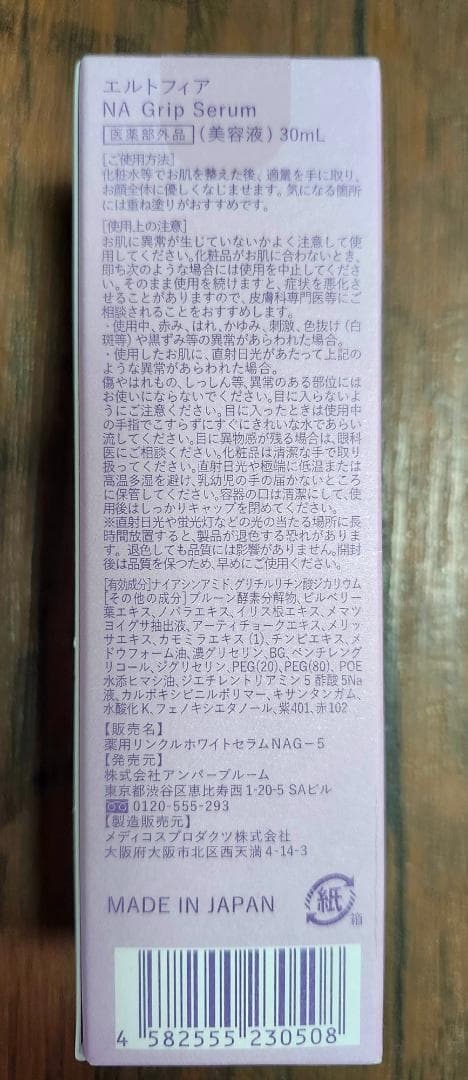 エルトフィア
NA Grip Serum
医薬部外品 (美容液) 30mL
[ご使用方法]
化粧水等でお肌を整えた後、適量を手に取り、
お顔全体に優しくなじませます。気になる箇所
には重ね塗りがおすすめです。
[使用上の注意]
お肌に異常が生じていないかよく注意して使
用してください。化粧品がお肌に合わないとき、
即ち次のような場合には使用を中止してくださ
い。そのまま使用を続けますと、症状を悪化さ
せることがありますので、皮膚科専門医等にご
相談されることをおすすめします。
・使用中、赤み、はれ、かゆみ、刺激、色抜け(白
斑等)や黒ずみ等の異常があらわれた場合。
・使用したお肌に、直射日光があたって上記の
ような異常があらわれた場合。
傷やはれもの、しっしん等、異常のある部位には
お使いにならないでください。目に入らないよ
うにご注意ください。目に入ったときは使用中
の手指でこすらずにすぐにきれいな水であらい
流してください。目に異物感が残る場合は、眼科
医にご相談ください。化粧品は清潔な手で取り
扱ってください。直射日光や極端に低温または
高温多湿を避け、乳幼児の手の届かないところ
に保管してください。容器の口は清潔にして、使
用後はしっかりキャップを閉めてください。
※直射日光や蛍光灯などの光の当たる場所に長
時間放置すると、製品が退色する恐れがありま
す。退色しても品質には影響がありません。開封
後は品質を保つため、早めにご使用ください。
[有効成分]ナイアシンアミド、グリチルリチン酸ジカリウム
[その他の成分]プルーン酵素分解物、ビルベリー
葉エキス、ノバラエキス、イリス根エキス、メマツ
ヨイグサ抽出液、アーティチョークエキス、メリッ
サエキス、カモミラエキス(1)、チンピエキス、メ
ドウフォーム油、濃グリセリン、BG、ペンチレング
リコール、ジグリセリン、PEG(20)、PEG(80)、POE
水添ヒマシ油、ジエチレントリアミン5酢酸5Na
液、カルボキシビニルポリマー、キサンタンガム、
水酸化K、フェノキシエタノール、紫401、赤102
【販売名】
薬用リンクルホワイトセラムNAG-5
【発売元】
株式会社アンバーブルーム
東京都渋谷区恵比寿西1-20-5 SAビル
0120-555-293
【製造販売元】
メディコスプロダクツ株式会社
大阪府大阪市北区西天満4-14-3
MADE IN JAPAN
紙
箱
4 582555 230508